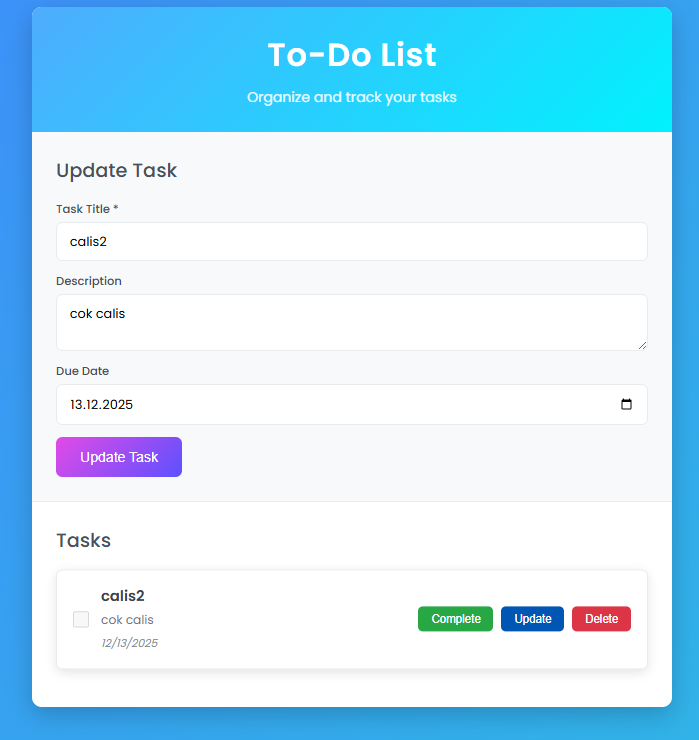 To-Do List
Organize and track your tasks
Update Task
Task Title *
calis2
Description
cok calis
Due Date
13.12.2025
Update Task
Tasks
calis2
cok calis
12/13/2025
Complete Update Delete